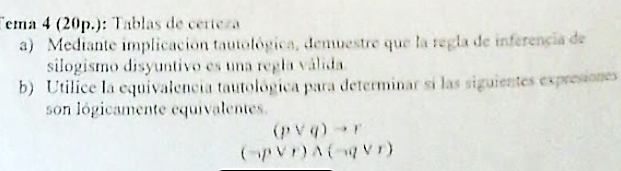 Tema 4 (20p.): Tablas de certeza
a) Mediante implicación tautológica, demuestre que la regla de inferencia de
silogismo disyuntivo es una regla válida.
b) Utilice la equivalencia tautológica para determinar si las siguientes expresiones
son lógicamente equivalentes.
(p ∨ q) → r
(¬p ∨ r) ∧ (¬q ∨ r)